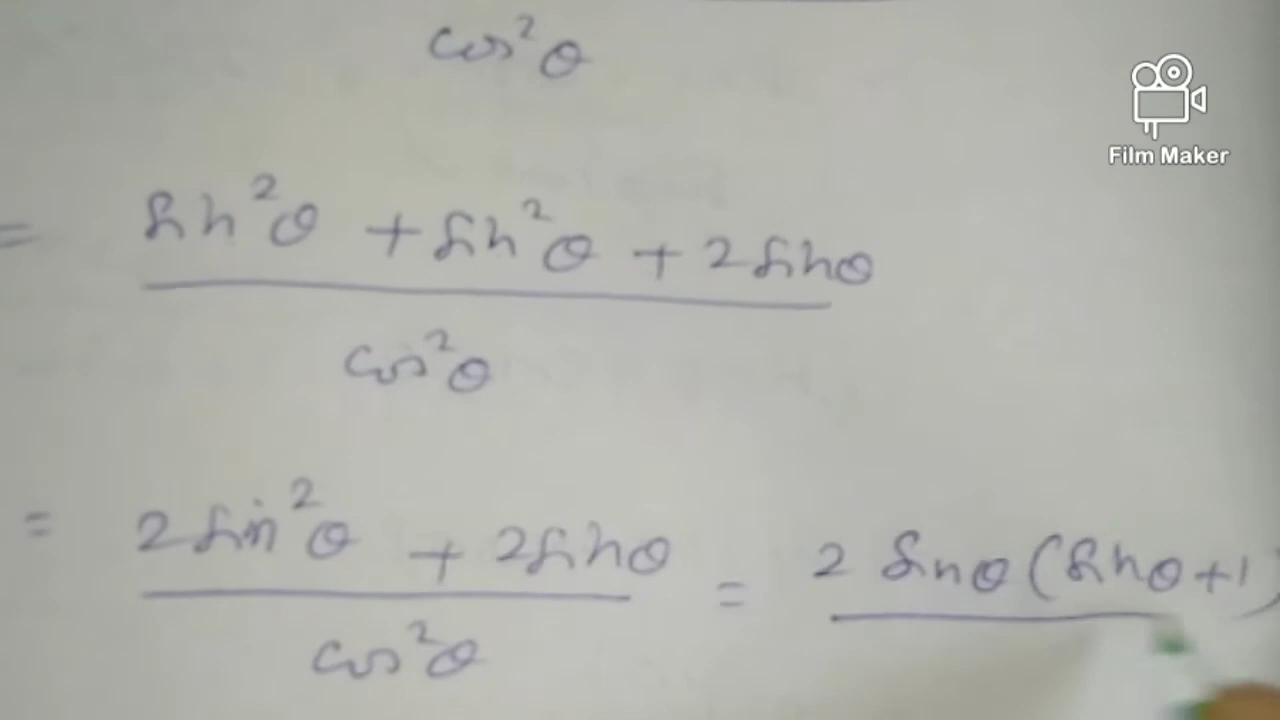 cos²θ
Film Maker
= sin²θ + sin²θ + 2sinθ
cos²θ
= 2sin²θ + 2sinθ = 2 sinθ(sinθ+1)
cos²θ